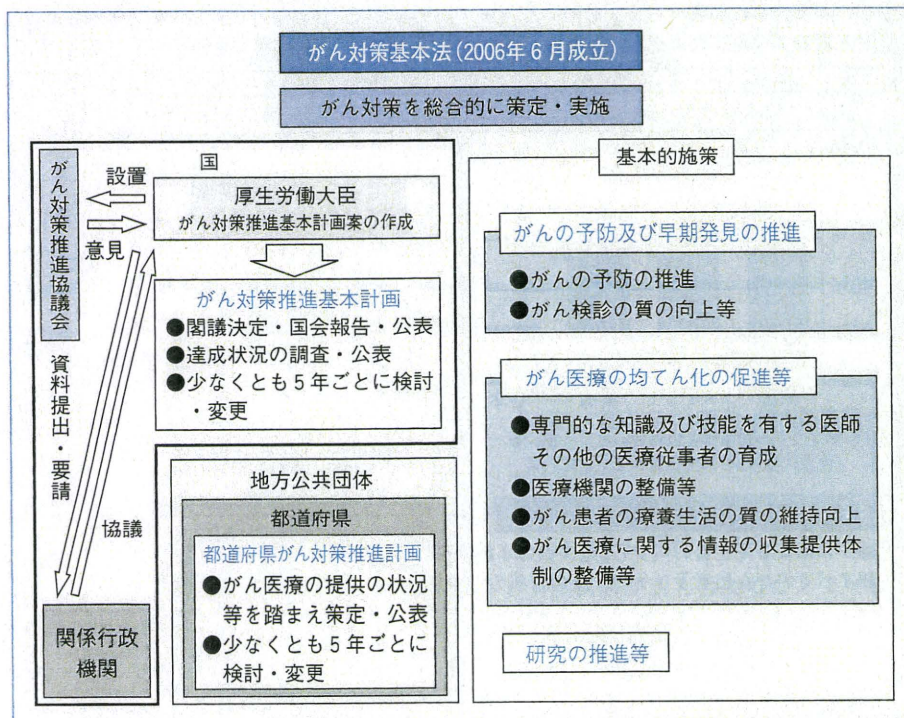 がん対策基本法(2006年6月成立)
がん対策を総合的に策定・実施
国
がん対策推進協議会
設置
意見
厚生労働大臣
がん対策推進基本計画案の作成
がん対策推進基本計画
●閣議決定・国会報告・公表
●達成状況の調査・公表
●少なくとも5年ごとに検討
・変更
資料提出・要請
協議
関係行政
機関
地方公共団体
都道府県
都道府県がん対策推進計画
●がん医療の提供の状況
等を踏まえ策定・公表
●少なくとも5年ごとに
検討・変更
基本的施策
がんの予防及び早期発見の推進
●がんの予防の推進
●がん検診の質の向上等
がん医療の均てん化の促進等
●専門的な知識及び技能を有する医師
その他の医療従事者の育成
●医療機関の整備等
●がん患者の療養生活の質の維持向上
●がん医療に関する情報の収集提供体
制の整備等
研究の推進等